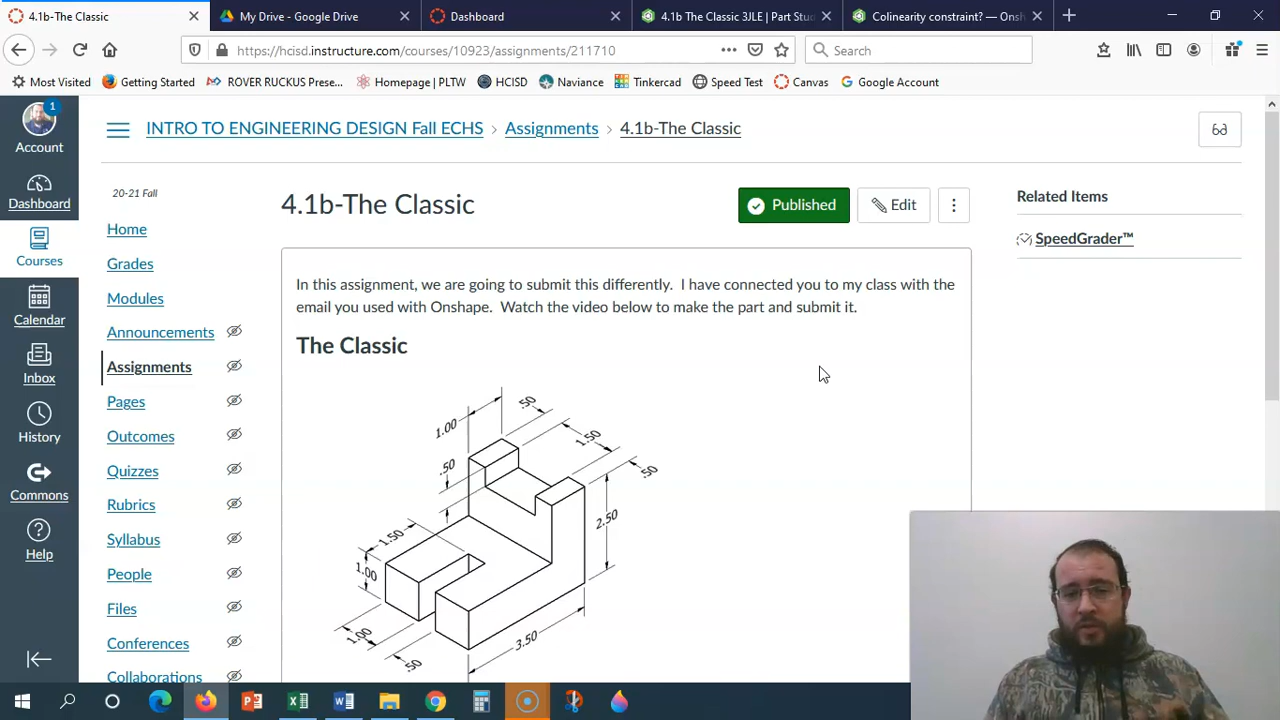 4.1b-The Classic
My Drive - Google Drive
Dashboard
4.1b The Classic 3JLE | Part Stud
Colinearity constraint? — Onsh
https://hcisd.instructure.com/courses/10923/assignments/211710
Search
Most Visited
Getting Started
ROVER RUCKUS Prese...
Homepage | PLTW
HCISD
Naviance
Tinkercad
Speed Test
Canvas
Google Account
1
Account
Dashboard
Courses
Calendar
Inbox
History
Commons
Help
INTRO TO ENGINEERING DESIGN Fall ECHS > Assignments > 4.1b-The Classic
20-21 Fall
Home
Grades
Modules
Announcements
Assignments
Pages
Outcomes
Quizzes
Rubrics
Syllabus
People
Files
Conferences
Collaborations
4.1b-The Classic
Published
Edit
Related Items
SpeedGrader™
In this assignment, we are going to submit this differently. I have connected you to my class with the
email you used with Onshape. Watch the video below to make the part and submit it.
The Classic
1.00
.50
1.50
.50
.50
2.50
1.50
1.00
1.00
.50
3.50